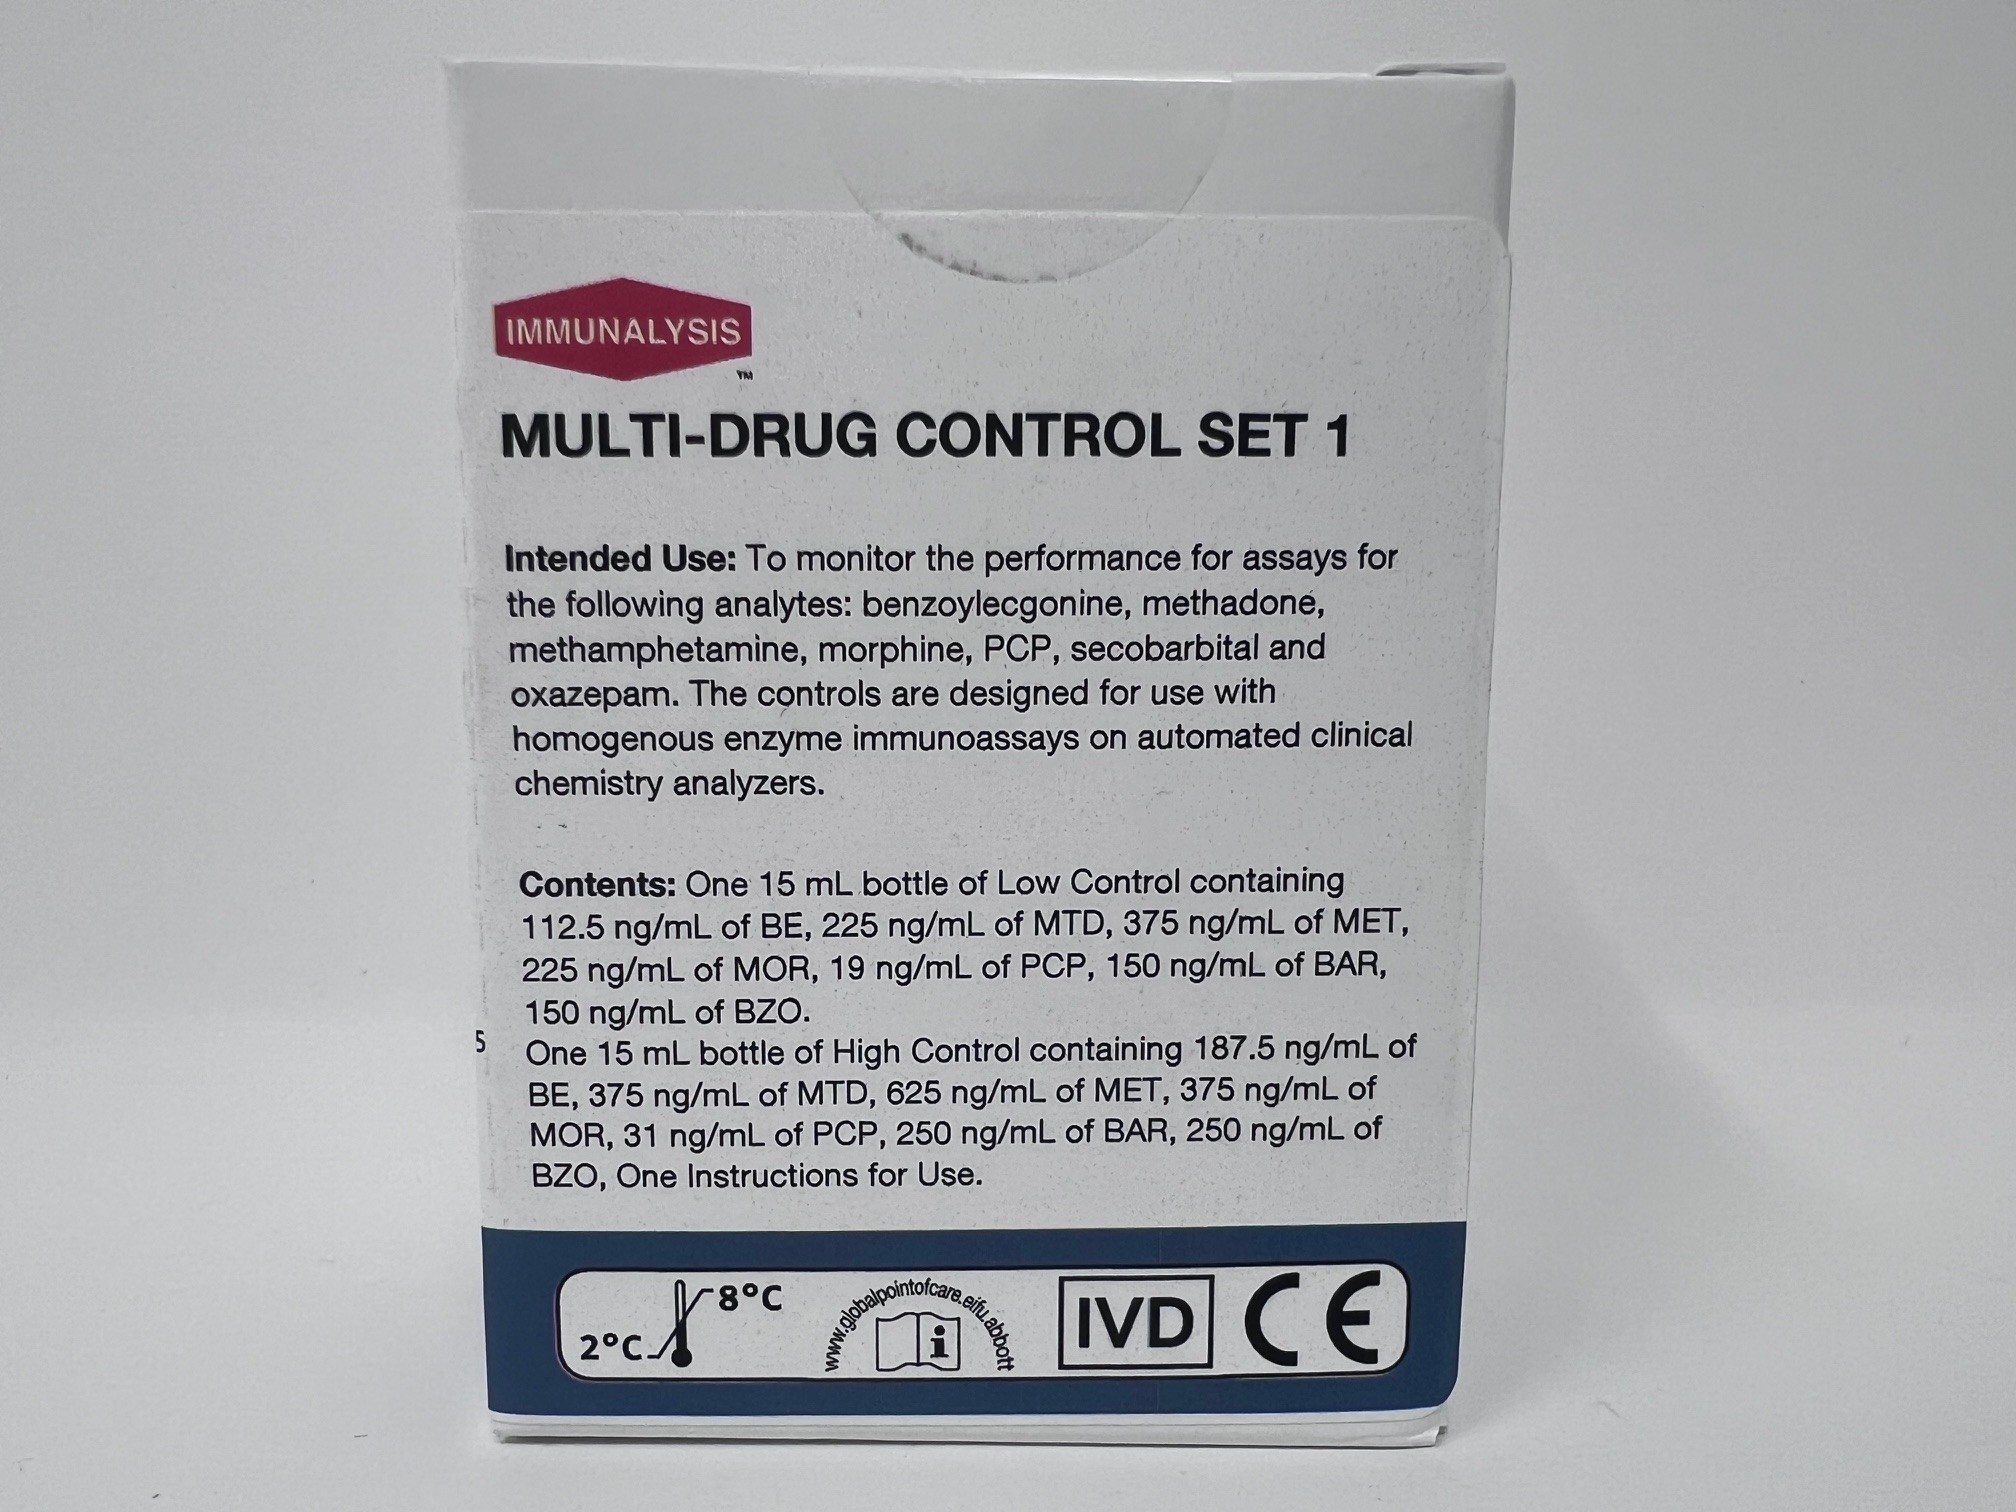 IMMUNALYSIS
TM
MULTI-DRUG CONTROL SET 1
Intended Use: To monitor the performance for assays for
the following analytes: benzoylecgonine, methadone,
methamphetamine, morphine, PCP, secobarbital and
oxazepam. The controls are designed for use with
homogenous enzyme immunoassays on automated clinical
chemistry analyzers.
Contents: One 15 mL bottle of Low Control containing
112.5 ng/mL of BE, 225 ng/mL of MTD, 375 ng/mL of MET,
225 ng/mL of MOR, 19 ng/mL of PCP, 150 ng/mL of BAR,
150 ng/mL of BZO.
5
One 15 mL bottle of High Control containing 187.5 ng/mL of
BE, 375 ng/mL of MTD, 625 ng/mL of MET, 375 ng/mL of
MOR, 31 ng/mL of PCP, 250 ng/mL of BAR, 250 ng/mL of
BZO, One Instructions for Use.
2°C
8°C
www.globalpointofcare.eifu.abbott
i
IVD
CE